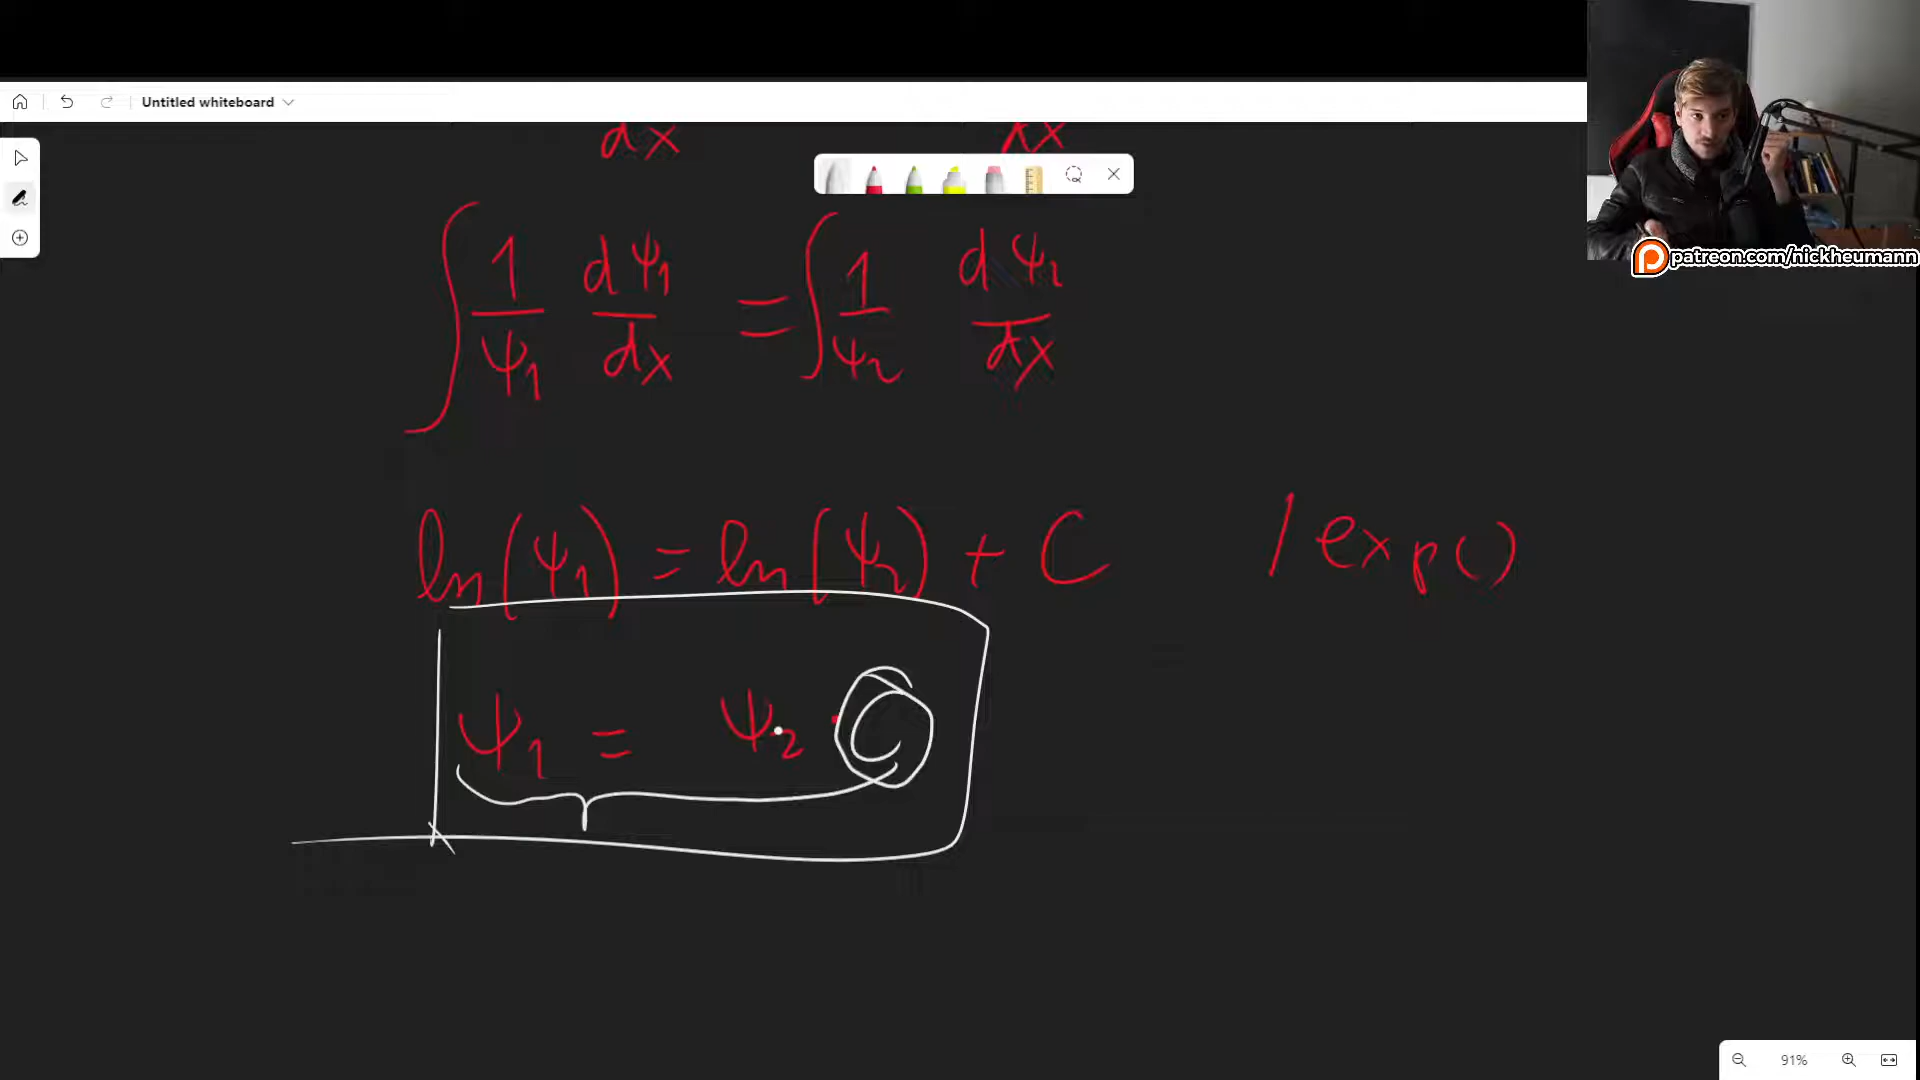 Untitled whiteboard
dx dx
∫ 1/ψ1 dψ1/dx = ∫ 1/ψ2 dψ2/dx
ln(ψ1) = ln(ψ2) + C / exp()
ψ1 = ψ2 · C
patreon.com/nickheumann
91%